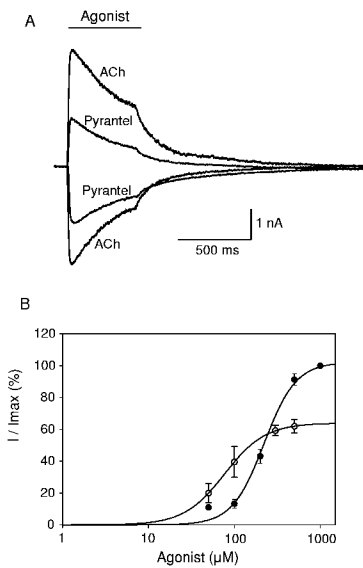 A
Agonist
ACh
Pyrantel
Pyrantel
ACh
1 nA
500 ms
B
I / Imax (%)
120
100
80
60
40
20
0
1
10
100
1000
Agonist (µM)